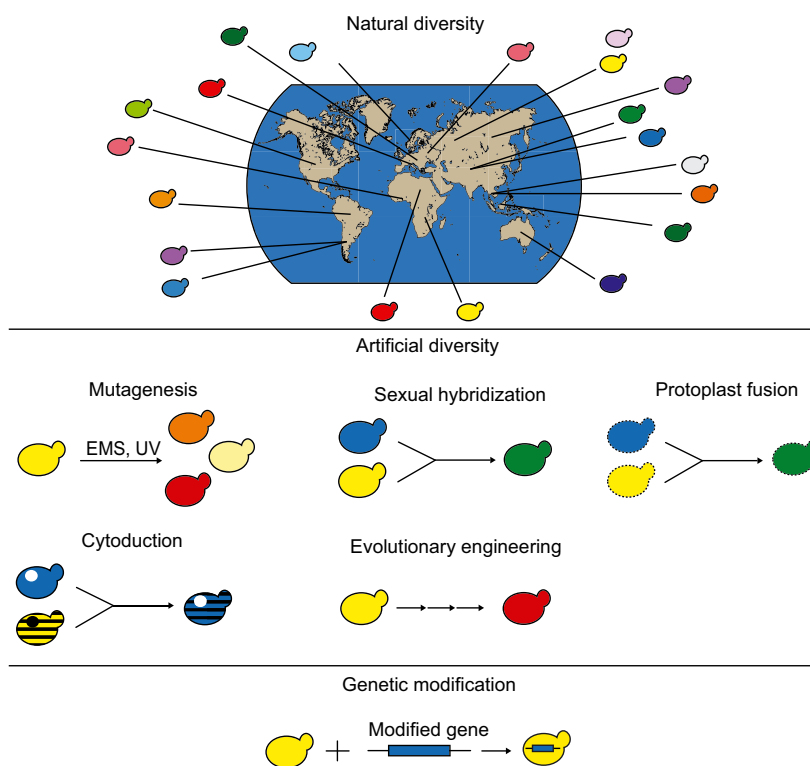 Natural diversity
Artificial diversity
Mutagenesis
Sexual hybridization
Protoplast fusion
EMS, UV
Cytoduction
Evolutionary engineering
Genetic modification
Modified gene